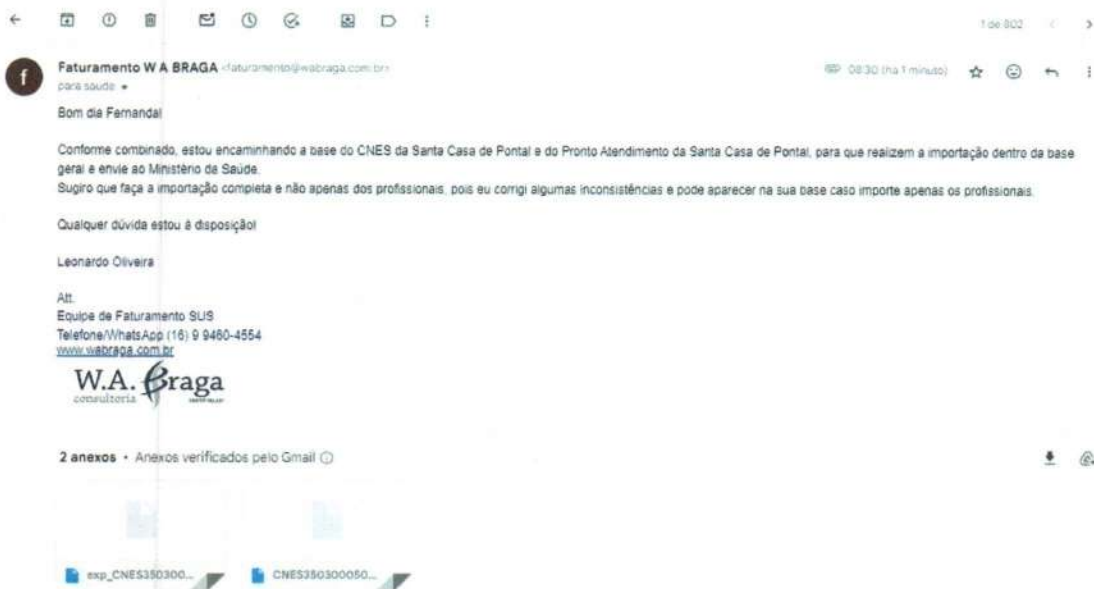 1 de 802
f
Faturamento W A BRAGA <faturamento@wabraga.com.br>
08:30 (há 1 minuto)
para saude
Bom dia Fernanda!
Conforme combinado, estou encaminhando a base do CNES da Santa Casa de Pontal e do Pronto Atendimento da Santa Casa de Pontal, para que realizem a importação dentro da base
geral e envie ao Ministério da Saúde.
Sugiro que faça a importação completa e não apenas dos profissionais, pois eu corrigi algumas inconsistências e pode aparecer na sua base caso importe apenas os profissionais.
Qualquer dúvida estou à disposição!
Leonardo Oliveira
Att.
Equipe de Faturamento SUS
Telefone/WhatsApp (16) 9 9460-4554
www.wabraga.com.br
W.A. Braga
consultoria
2 anexos • Anexos verificados pelo Gmail
exp_CNES350300...
CNES350300050...